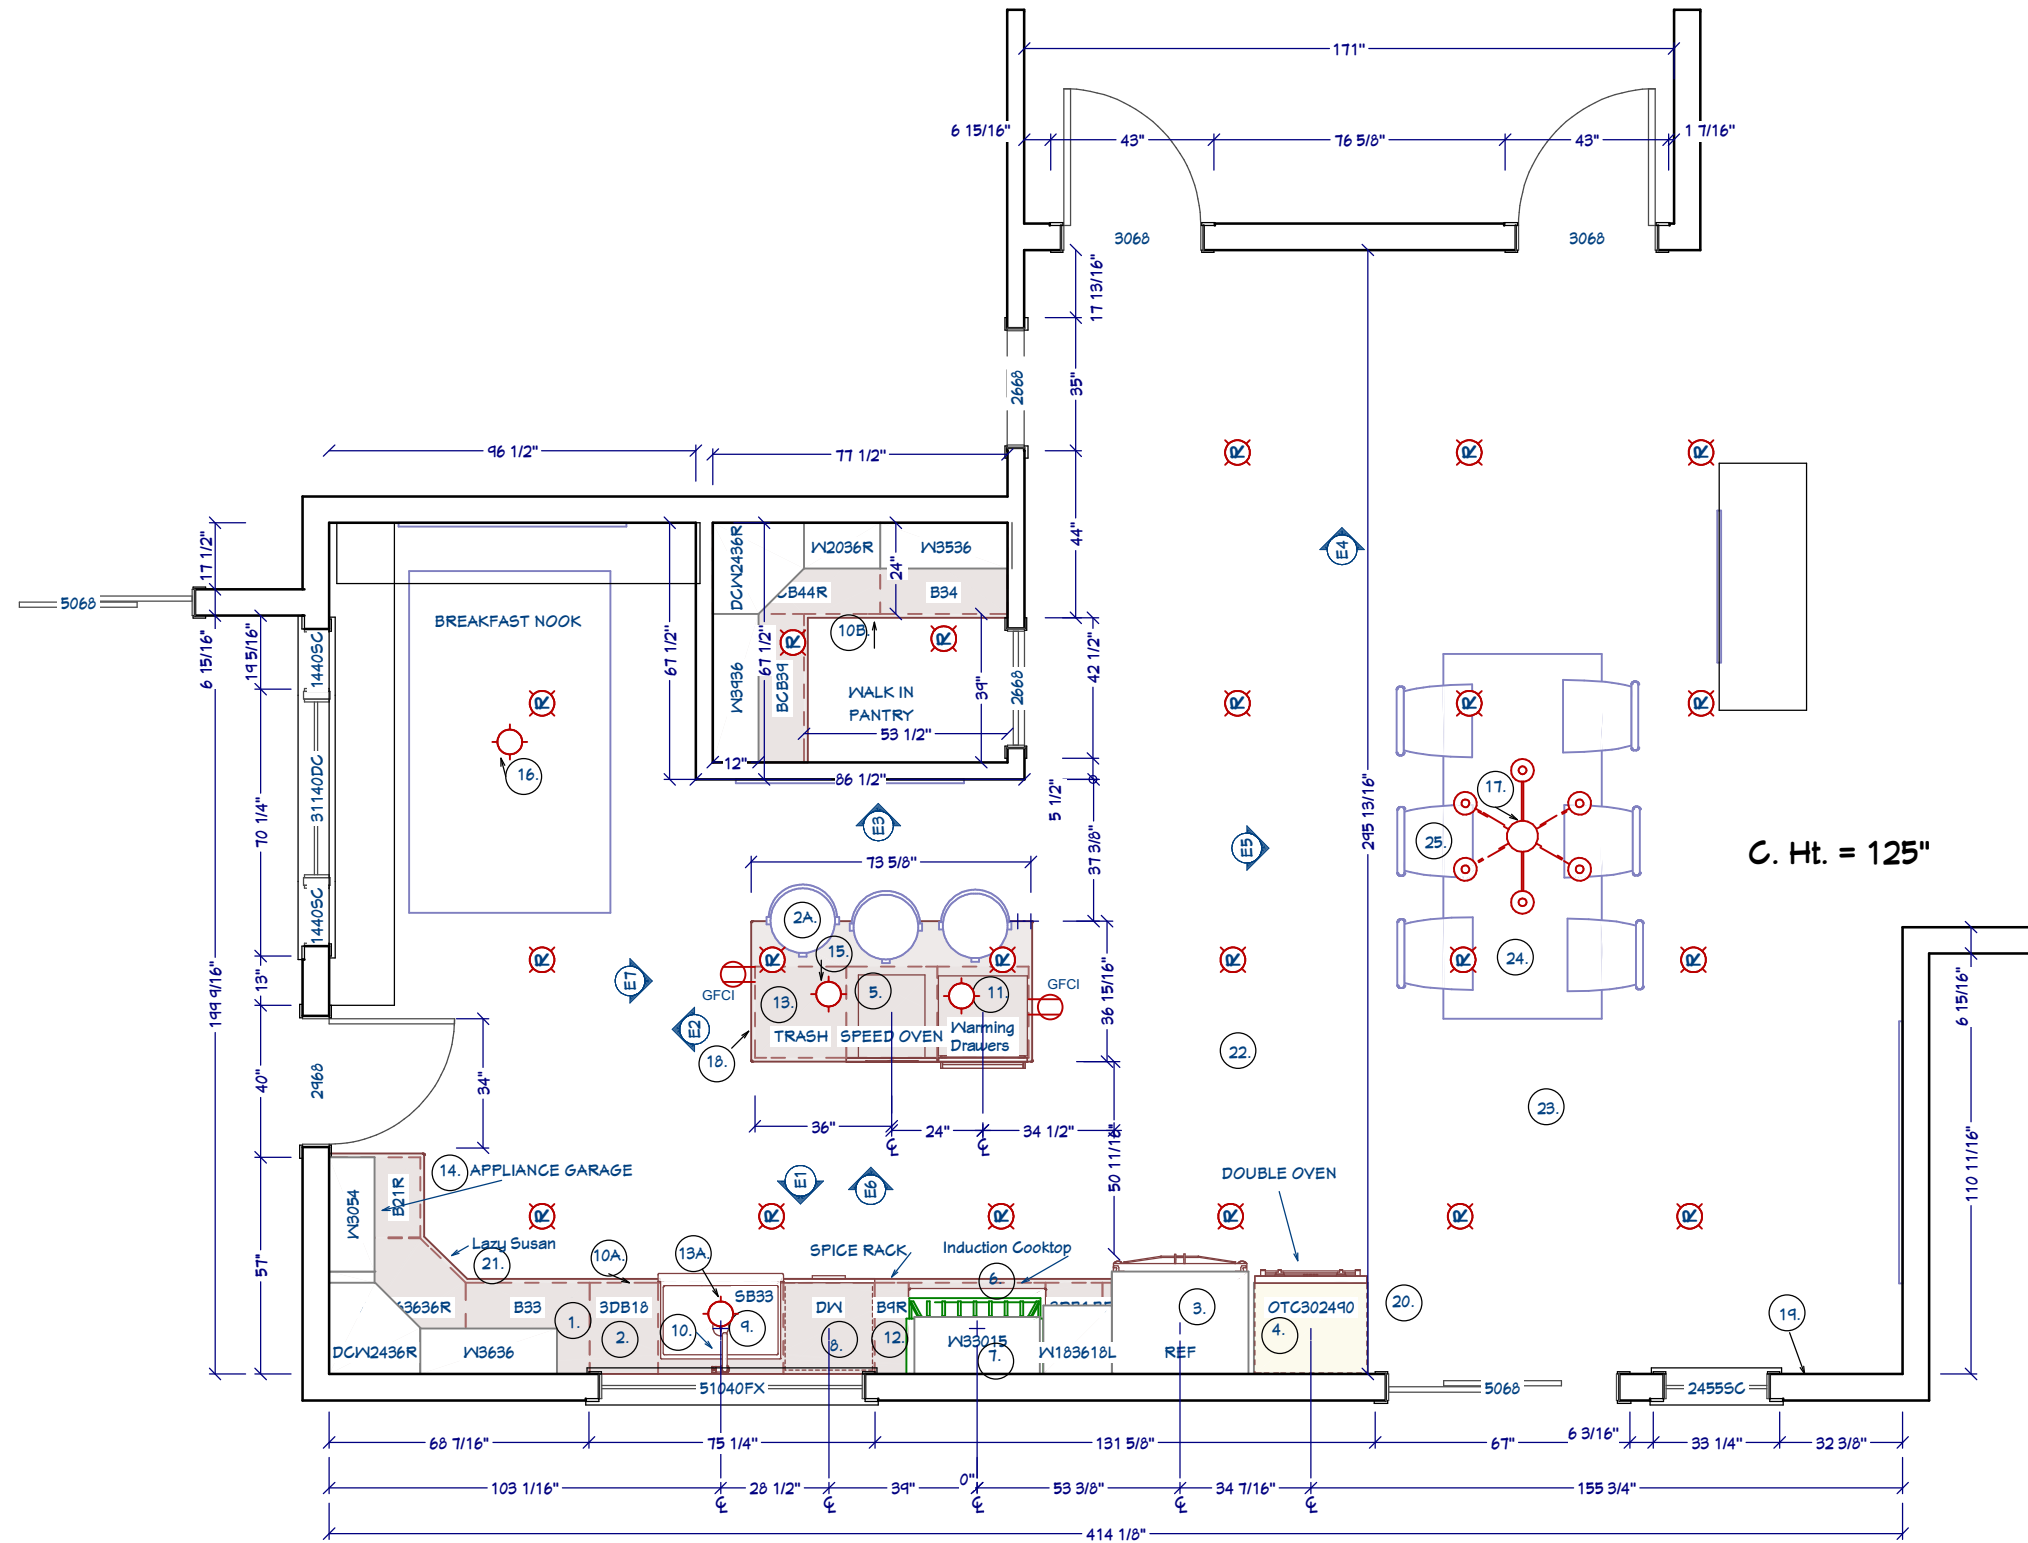 171"
6 15/16"
43"
76 5/8"
43"
1 7/16"
3068
3068
17 13/16"
2668
35"
96 1/2"
77 1/2"
R
R
R
44"
17 1/2"
DCW2436R
W2036R
W3536
24"
E4
5068
CB44R
B34
BREAKFAST NOOK
10B.
6 15/16"
19 5/16"
1440SC
67 1/2"
67 1/2"
R
R
42 1/2"
W3936
BCB39
39"
2668
WALK IN
PANTRY
R
R
R
R
53 1/2"
16.
12"
86 1/2"
31140DC
70 1/4"
5 1/2"
17.
295 13/16"
E3
37 3/8"
E5
25.
C. Ht. = 125"
73 5/8"
1440SC
2A.
15.
R
R
R
R
R
R
24.
13"
E7
GFCI
GFCI
13.
5.
11.
199 9/16"
36 15/16"
6 15/16"
E2
TRASH
SPEED OVEN
Warming
Drawers
18.
22.
2968
40"
34"
23.
36"
24"
34 1/2"
50 11/16"
110 11/16"
14.
APPLIANCE GARAGE
E1
E6
DOUBLE OVEN
W3054
B21R
R
R
R
R
R
R
57"
Lazy Susan
10A.
13A.
SPICE RACK
Induction Cooktop
21.
6.
63636R
B33
3DB18
SB33
DW
B9R
3.
OTC302490
20.
19.
1.
2.
10.
9.
8.
12.
W33015
4.
DCW2436R
W3636
7.
W183618L
REF
51040FX
5068
2455SC
68 7/16"
75 1/4"
131 5/8"
67"
6 3/16"
33 1/4"
32 3/8"
103 1/16"
28 1/2"
39"
0"
53 3/8"
34 7/16"
155 3/4"
414 1/8"